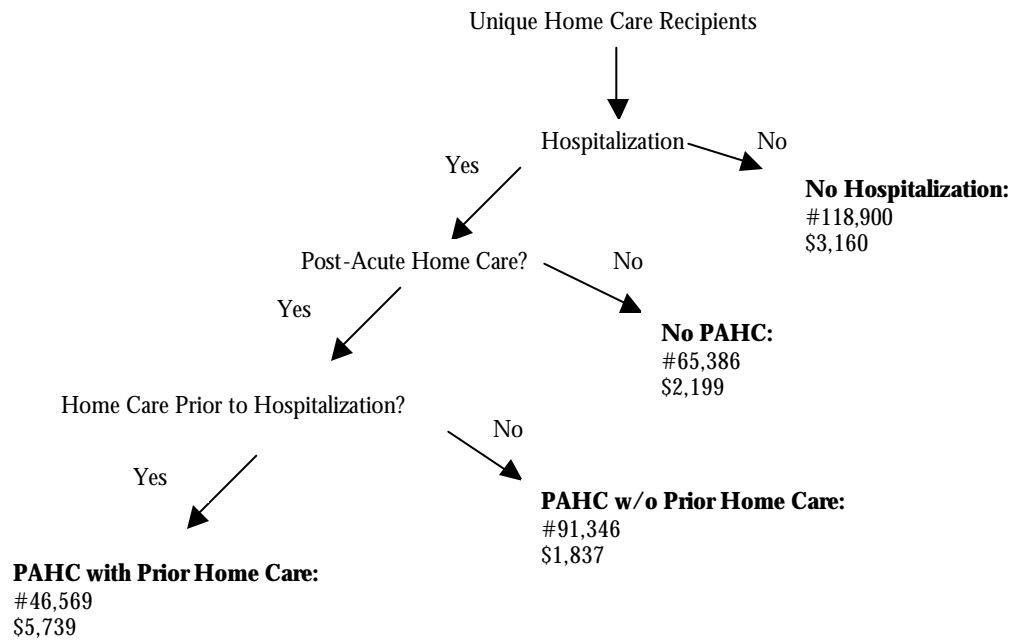 Unique Home Care Recipients
Hospitalization
No
Yes
No Hospitalization:
#118,900
$3,160
Post-Acute Home Care?
No
Yes
No PAHC:
#65,386
$2,199
Home Care Prior to Hospitalization?
No
Yes
PAHC w/o Prior Home Care:
#91,346
$1,837
PAHC with Prior Home Care:
#46,569
$5,739